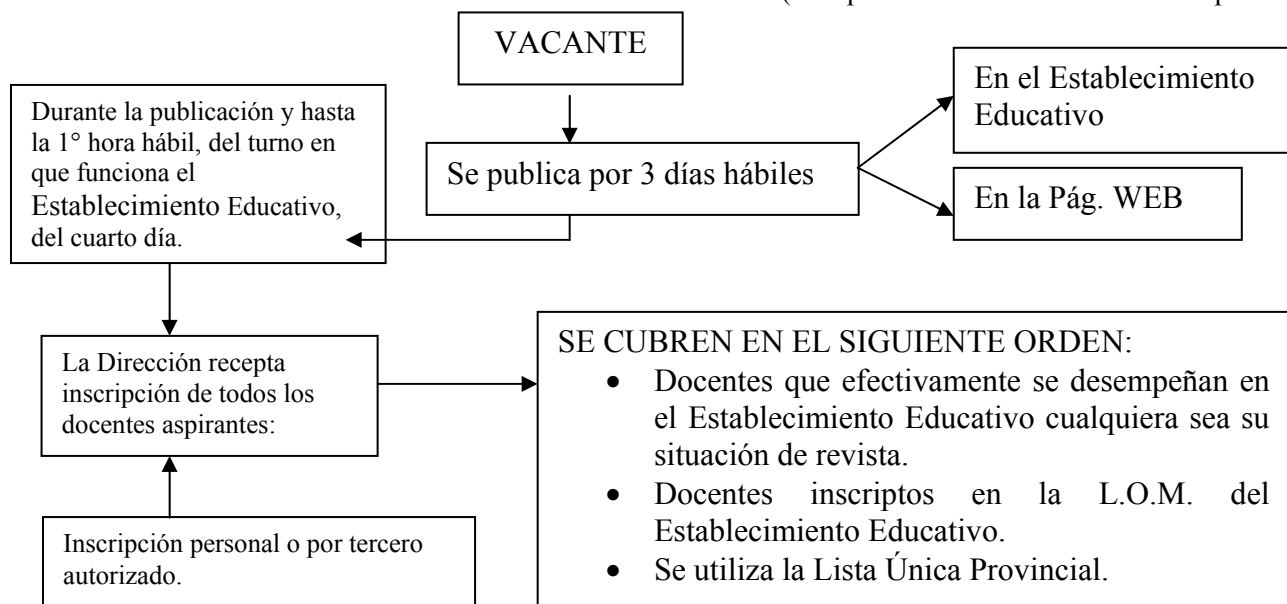 VACANTE
En el Establecimiento
Educativo
Durante la publicación y hasta
la 1° hora hábil, del turno en
que funciona el
Establecimiento Educativo,
del cuarto día.
Se publica por 3 días hábiles
En la Pág. WEB
La Dirección recepta
inscripción de todos los
docentes aspirantes:
SE CUBREN EN EL SIGUIENTE ORDEN:
• Docentes que efectivamente se desempeñan en
el Establecimiento Educativo cualquiera sea su
situación de revista.
• Docentes inscriptos en la L.O.M. del
Establecimiento Educativo.
• Se utiliza la Lista Única Provincial.
Inscripción personal o por tercero
autorizado.